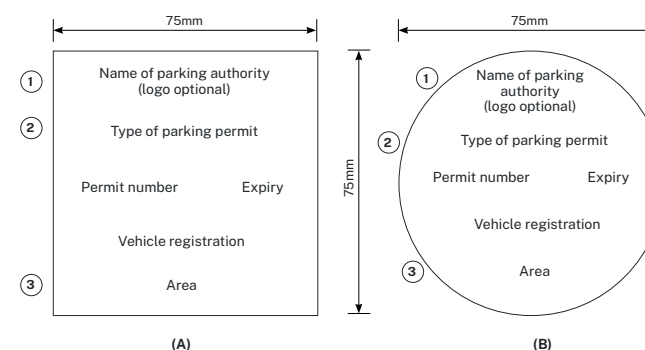 75mm
1
Name of parking authority
(logo optional)
2
Type of parking permit
Permit number Expiry
Vehicle registration
3
Area
(A)
75mm
75mm
1
Name of parking
authority
(logo optional)
2
Type of parking permit
Permit number Expiry
Vehicle registration
3
Area
(B)